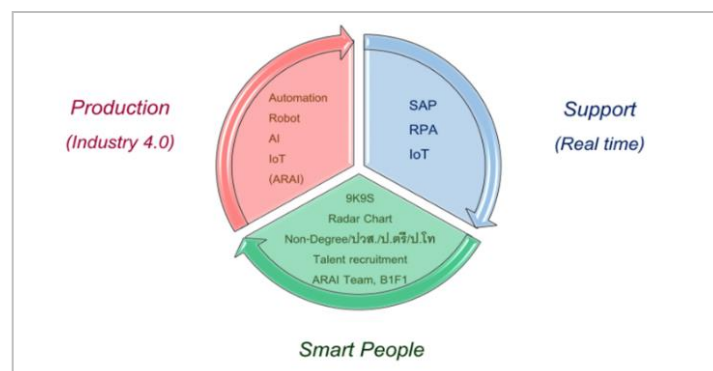 Production
(Industry 4.0)
Automation
Robot
AI
IoT
(ARAI)
SAP
RPA
IoT
Support
(Real time)
9K9S
Radar Chart
Non-Degree/ปวส./ป.ตรี/ป.โท
Talent recruitment
ARAI Team, B1F1
Smart People